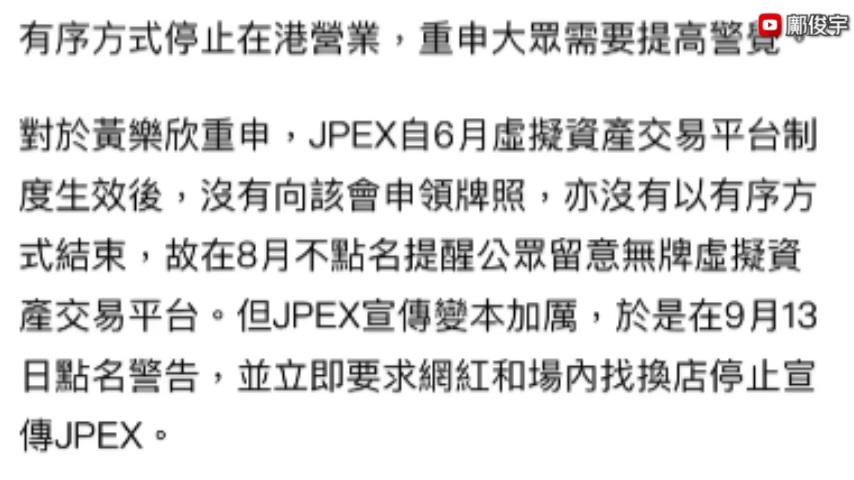 鄺俊宇
有序方式停止在港營業，重申大眾需要提高警覺。
對於黃樂欣重申，JPEX自6月虛擬資產交易平台制
度生效後，沒有向該會申領牌照，亦沒有以有序方
式結束，故在8月不點名提醒公眾留意無牌虛擬資
產交易平台。但JPEX宣傳變本加厲，於是在9月13
日點名警告，並立即要求網紅和場內找換店停止宣
傳JPEX。